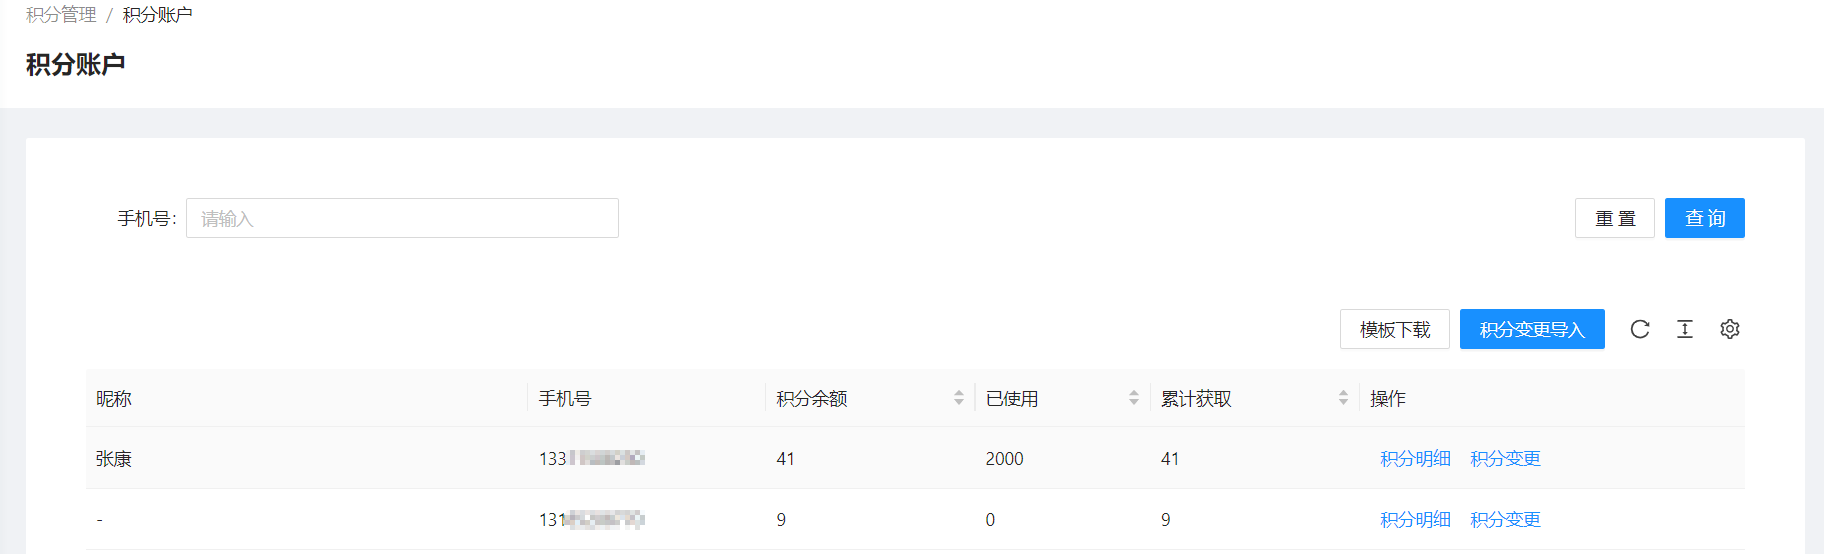 积分管理 / 积分账户
积分账户
手机号: 请输入 重置 查询
模板下载 积分变更导入
昵称 手机号 积分余额 已使用 累计获取 操作
张康 133 41 2000 41 积分明细 积分变更
- 131 9 0 9 积分明细 积分变更